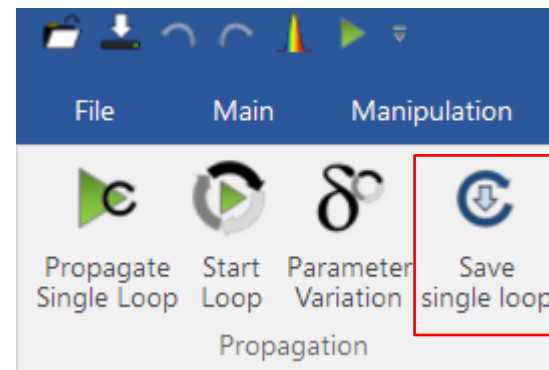 File Main Manipulation
Propagate Start Parameter Save
Single Loop Loop Variation single loop
Propagation